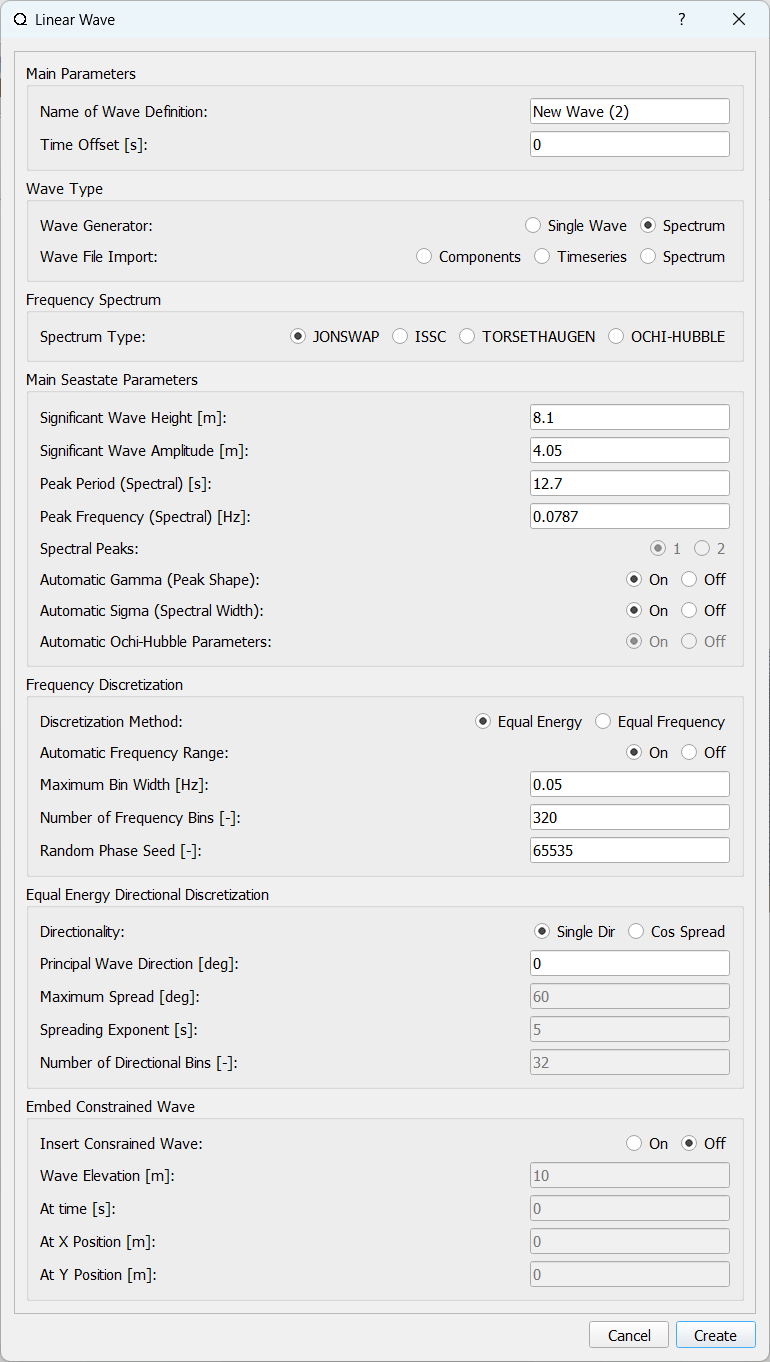 Linear Wave ?
Main Parameters
Name of Wave Definition: New Wave (2)
Time Offset [s]: 0
Wave Type
Wave Generator: Single Wave Spectrum
Wave File Import: Components Timeseries Spectrum
Frequency Spectrum
Spectrum Type: JONSWAP ISSC TORSETHAUGEN OCHI-HUBBLE
Main Seastate Parameters
Significant Wave Height [m]: 8.1
Significant Wave Amplitude [m]: 4.05
Peak Period (Spectral) [s]: 12.7
Peak Frequency (Spectral) [Hz]: 0.0787
Spectral Peaks: 1 2
Automatic Gamma (Peak Shape): On Off
Automatic Sigma (Spectral Width): On Off
Automatic Ochi-Hubble Parameters: On Off
Frequency Discretization
Discretization Method: Equal Energy Equal Frequency
Automatic Frequency Range: On Off
Maximum Bin Width [Hz]: 0.05
Number of Frequency Bins [-]: 320
Random Phase Seed [-]: 65535
Equal Energy Directional Discretization
Directionality: Single Dir Cos Spread
Principal Wave Direction [deg]: 0
Maximum Spread [deg]: 60
Spreading Exponent [s]: 5
Number of Directional Bins [-]: 32
Embed Constrained Wave
Insert Consrained Wave: On Off
Wave Elevation [m]: 10
At time [s]: 0
At X Position [m]: 0
At Y Position [m]: 0
Cancel Create